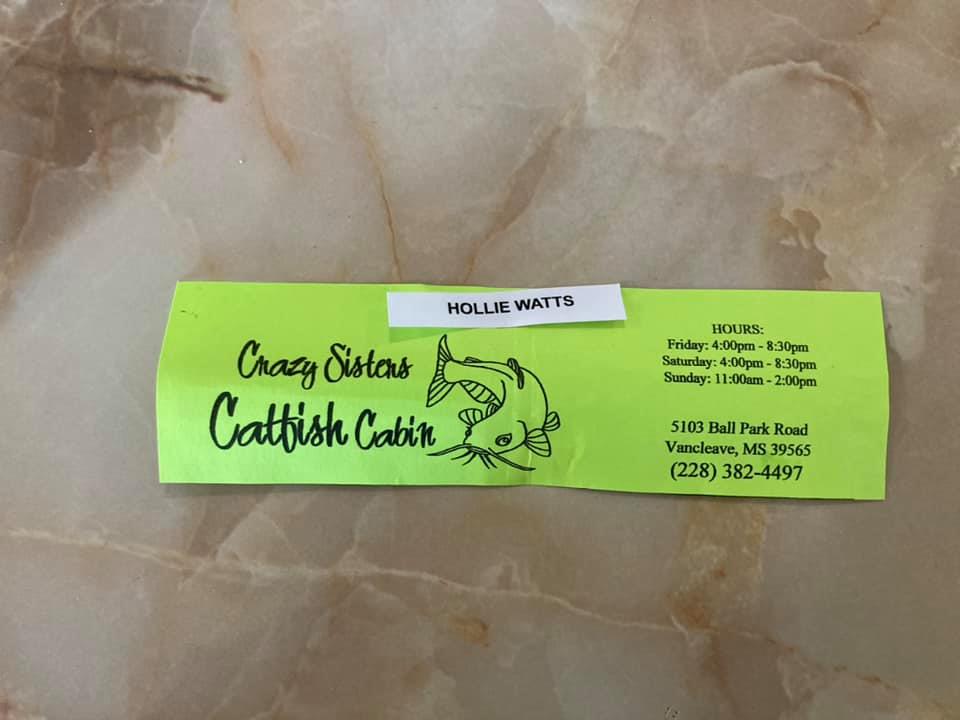 HOLLIE WATTS
Crazy Sisters
Catfish Cabin
HOURS:
Friday: 4:00pm - 8:30pm
Saturday: 4:00pm - 8:30pm
Sunday: 11:00am - 2:00pm
5103 Ball Park Road
Vancleave, MS 39565
(228) 382-4497